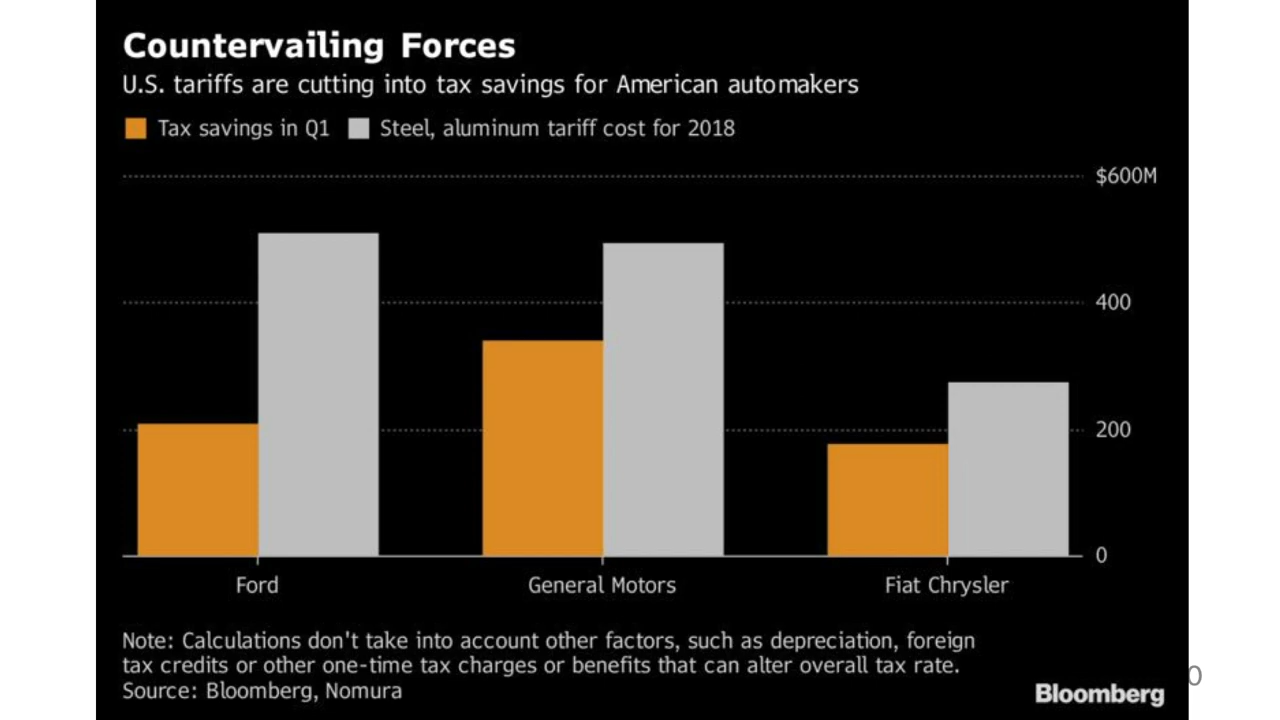 Countervailing Forces
U.S. tariffs are cutting into tax savings for American automakers
Tax savings in Q1 Steel, aluminum tariff cost for 2018
$600M
400
200
0
Ford General Motors Fiat Chrysler
Note: Calculations don't take into account other factors, such as depreciation, foreign
tax credits or other one-time tax charges or benefits that can alter overall tax rate.
Source: Bloomberg, Nomura
Bloomberg
0